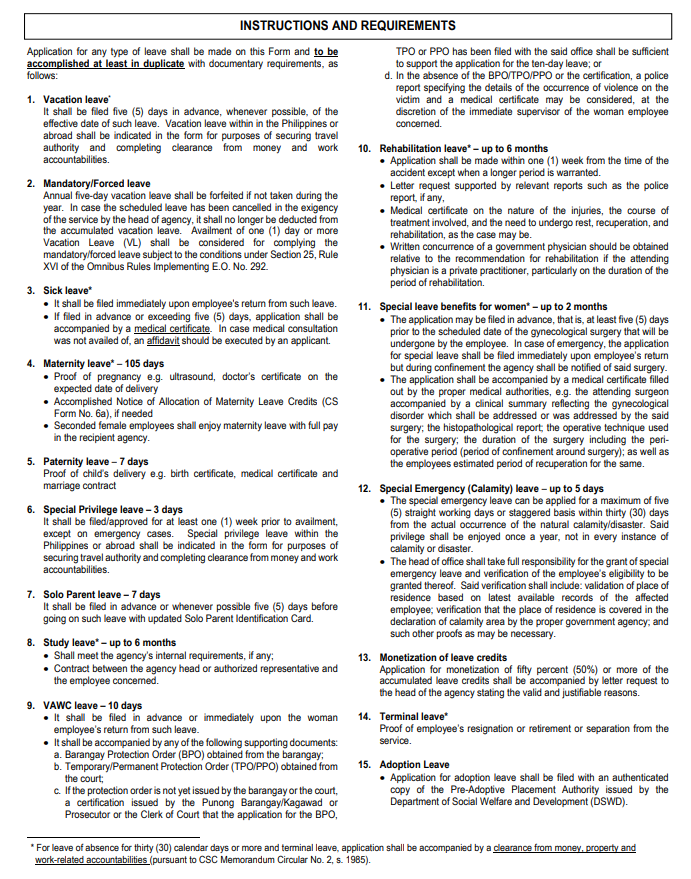 INSTRUCTIONS AND REQUIREMENTS
Application for any type of leave shall be made on this Form and to be
accomplished at least in duplicate with documentary requirements, as
follows:
1. Vacation leave*
It shall be filed five (5) days in advance, whenever possible, of the
effective date of such leave. Vacation leave within in the Philippines or
abroad shall be indicated in the form for purposes of securing travel
authority and completing clearance from money and work
accountabilities.
2. Mandatory/Forced leave
Annual five-day vacation leave shall be forfeited if not taken during the
year. In case the scheduled leave has been cancelled in the exigency
of the service by the head of agency, it shall no longer be deducted from
the accumulated vacation leave. Availment of one (1) day or more
Vacation Leave (VL) shall be considered for complying the
mandatory/forced leave subject to the conditions under Section 25, Rule
XVI of the Omnibus Rules Implementing E.O. No. 292.
3. Sick leave*
• It shall be filed immediately upon employee's return from such leave.
• If filed in advance or exceeding five (5) days, application shall be
accompanied by a medical certificate. In case medical consultation
was not availed of, an affidavit should be executed by an applicant.
4. Maternity leave* – 105 days
• Proof of pregnancy e.g. ultrasound, doctor's certificate on the
expected date of delivery
• Accomplished Notice of Allocation of Maternity Leave Credits (CS
Form No. 6a), if needed
• Seconded female employees shall enjoy maternity leave with full pay
in the recipient agency.
5. Paternity leave – 7 days
Proof of child's delivery e.g. birth certificate, medical certificate and
marriage contract
6. Special Privilege leave – 3 days
It shall be filed/approved for at least one (1) week prior to availment,
except on emergency cases. Special privilege leave within the
Philippines or abroad shall be indicated in the form for purposes of
securing travel authority and completing clearance from money and work
accountabilities.
7. Solo Parent leave – 7 days
It shall be filed in advance or whenever possible five (5) days before
going on such leave with updated Solo Parent Identification Card.
8. Study leave* – up to 6 months
• Shall meet the agency's internal requirements, if any;
• Contract between the agency head or authorized representative and
the employee concerned.
9. VAWC leave – 10 days
• It shall be filed in advance or immediately upon the woman
employee's return from such leave.
• It shall be accompanied by any of the following supporting documents:
a. Barangay Protection Order (BPO) obtained from the barangay;
b. Temporary/Permanent Protection Order (TPO/PPO) obtained from
the court;
c. If the protection order is not yet issued by the barangay or the court,
a certification issued by the Punong Barangay/Kagawad or
Prosecutor or the Clerk of Court that the application for the BPO,
TPO or PPO has been filed with the said office shall be sufficient
to support the application for the ten-day leave; or
d. In the absence of the BPO/TPO/PPO or the certification, a police
report specifying the details of the occurrence of violence on the
victim and a medical certificate may be considered, at the
discretion of the immediate supervisor of the woman employee
concerned.
10. Rehabilitation leave* – up to 6 months
• Application shall be made within one (1) week from the time of the
accident except when a longer period is warranted.
• Letter request supported by relevant reports such as the police
report, if any,
• Medical certificate on the nature of the injuries, the course of
treatment involved, and the need to undergo rest, recuperation, and
rehabilitation, as the case may be.
• Written concurrence of a government physician should be obtained
relative to the recommendation for rehabilitation if the attending
physician is a private practitioner, particularly on the duration of the
period of rehabilitation.
11. Special leave benefits for women* – up to 2 months
• The application may be filed in advance, that is, at least five (5) days
prior to the scheduled date of the gynecological surgery that will be
undergone by the employee. In case of emergency, the application
for special leave shall be filed immediately upon employee's return
but during confinement the agency shall be notified of said surgery.
• The application shall be accompanied by a medical certificate filled
out by the proper medical authorities, e.g. the attending surgeon
accompanied by a clinical summary reflecting the gynecological
disorder which shall be addressed or was addressed by the said
surgery; the histopathological report; the operative technique used
for the surgery; the duration of the surgery including the peri-
operative period (period of confinement around surgery); as well as
the employees estimated period of recuperation for the same.
12. Special Emergency (Calamity) leave – up to 5 days
• The special emergency leave can be applied for a maximum of five
(5) straight working days or staggered basis within thirty (30) days
from the actual occurrence of the natural calamity/disaster. Said
privilege shall be enjoyed once a year, not in every instance of
calamity or disaster.
• The head of office shall take full responsibility for the grant of special
emergency leave and verification of the employee's eligibility to be
granted thereof. Said verification shall include: validation of place of
residence based on latest available records of the affected
employee; verification that the place of residence is covered in the
declaration of calamity area by the proper government agency; and
such other proofs as may be necessary.
13. Monetization of leave credits
Application for monetization of fifty percent (50%) or more of the
accumulated leave credits shall be accompanied by letter request to
the head of the agency stating the valid and justifiable reasons.
14. Terminal leave*
Proof of employee's resignation or retirement or separation from the
service.
15. Adoption Leave
• Application for adoption leave shall be filed with an authenticated
copy of the Pre-Adoptive Placement Authority issued by the
Department of Social Welfare and Development (DSWD).
* For leave of absence for thirty (30) calendar days or more and terminal leave, application shall be accompanied by a clearance from money, property and
work-related accountabilities (pursuant to CSC Memorandum Circular No. 2, s. 1985).